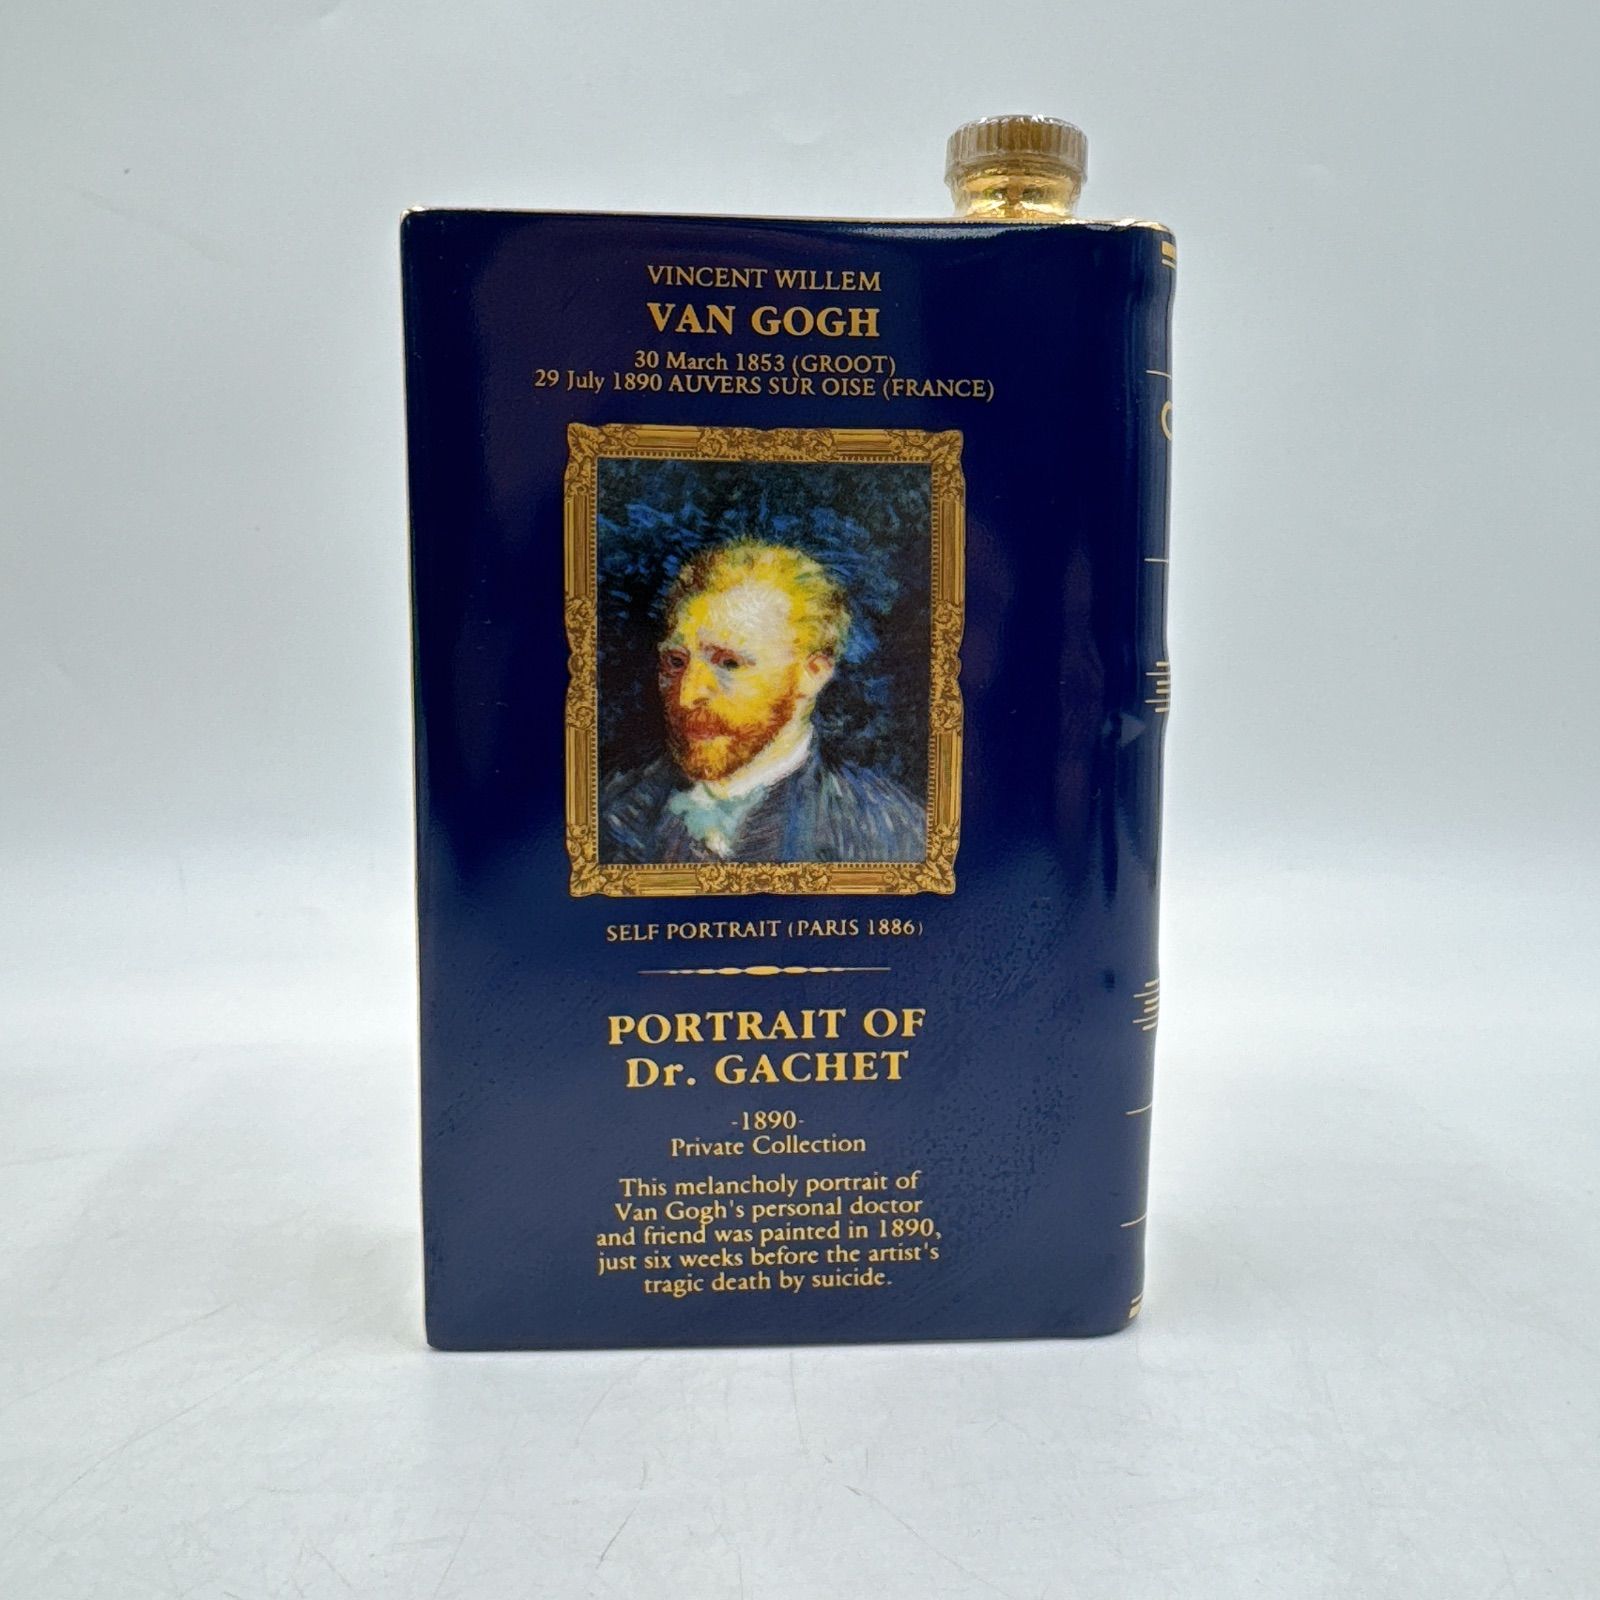 VINCENT WILLEM
VAN GOGH
30 March 1853 (GROOT)
29 July 1890 AUVERS SUR OISE (FRANCE)
SELF PORTRAIT (PARIS 1886)
PORTRAIT OF
Dr. GACHET
-1890-
Private Collection
This melancholy portrait of
Van Gogh's personal doctor
and friend was painted in 1890,
just six weeks before the artist's
tragic death by suicide.